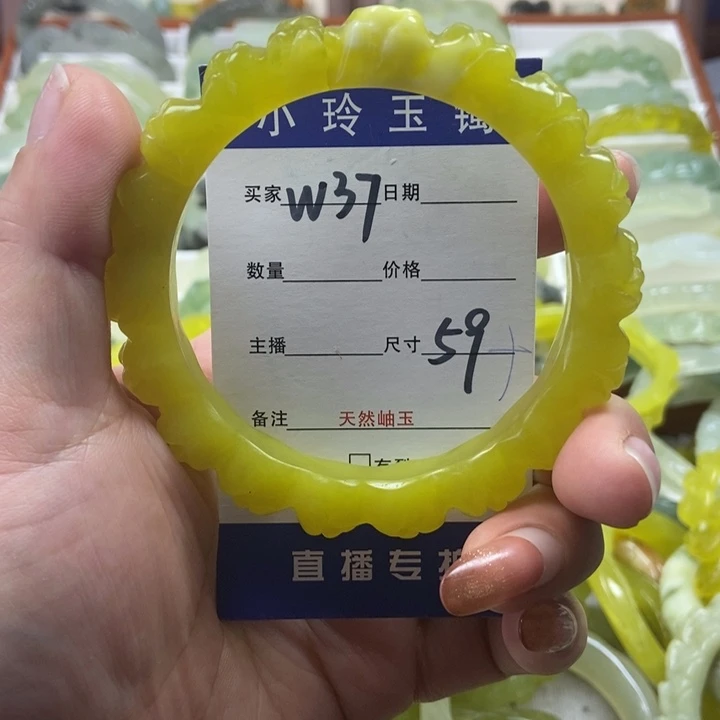 小玲玉镯
买家 W37 日期
数量 价格
主播 尺寸 59
备注 天然岫玉
直播专